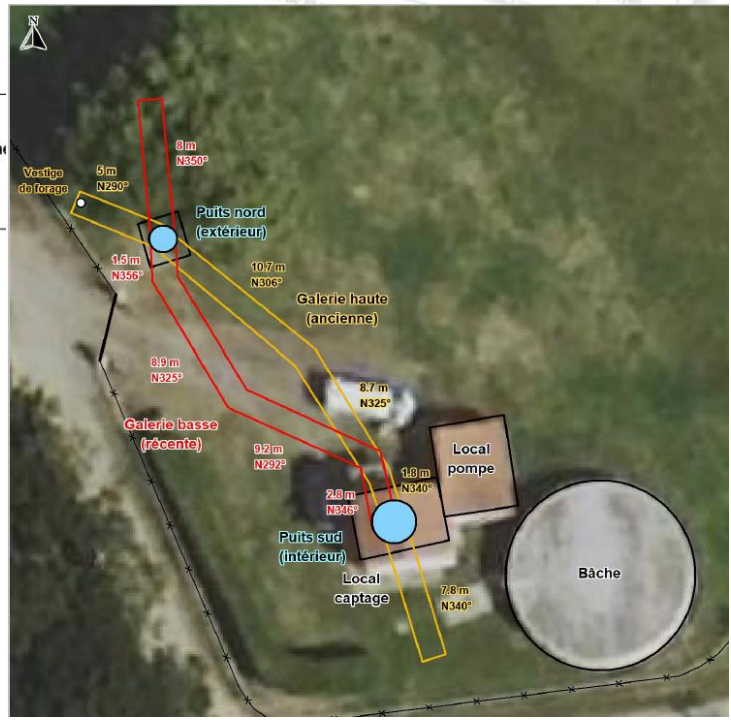 N
8 m
N350°
5 m
N290°
Vestige
de forage
Puits nord
(extérieur)
1.5 m
N356°
10.7 m
N306°
Galerie haute
(ancienne)
8.9 m
N325°
8.7 m
N325°
Galerie basse
(récente)
9.2 m
N292°
Local
pompe
1.8 m
N340°
2.8 m
N346°
Puits sud
(intérieur)
Local
captage
Bâche
7.8 m
N340°